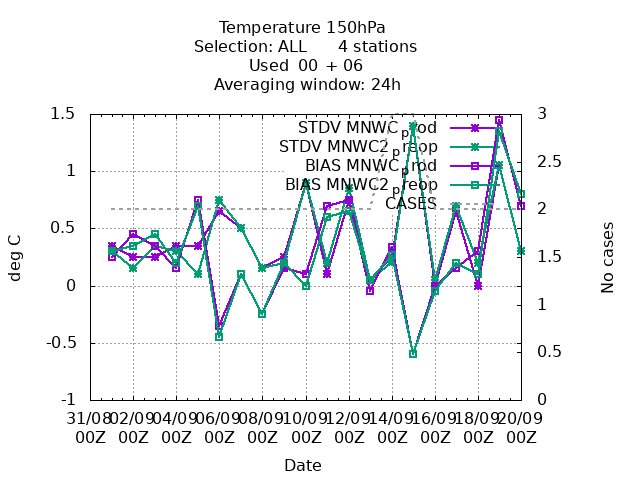 Temperature 150hPa
Selection: ALL 4 stations
Used 00 + 06
Averaging window: 24h
STDV MNWC_prod
STDV MNWC2_preop
BIAS MNWC_prod
BIAS MNWC2_preop
CASES
1.5
1
0.5
0
-0.5
-1
3
2.5
2
1.5
1
0.5
0
deg C
No cases
31/08 02/09 04/09 06/09 08/09 10/09 12/09 14/09 16/09 18/09 20/09
00Z 00Z 00Z 00Z 00Z 00Z 00Z 00Z 00Z 00Z 00Z
Date